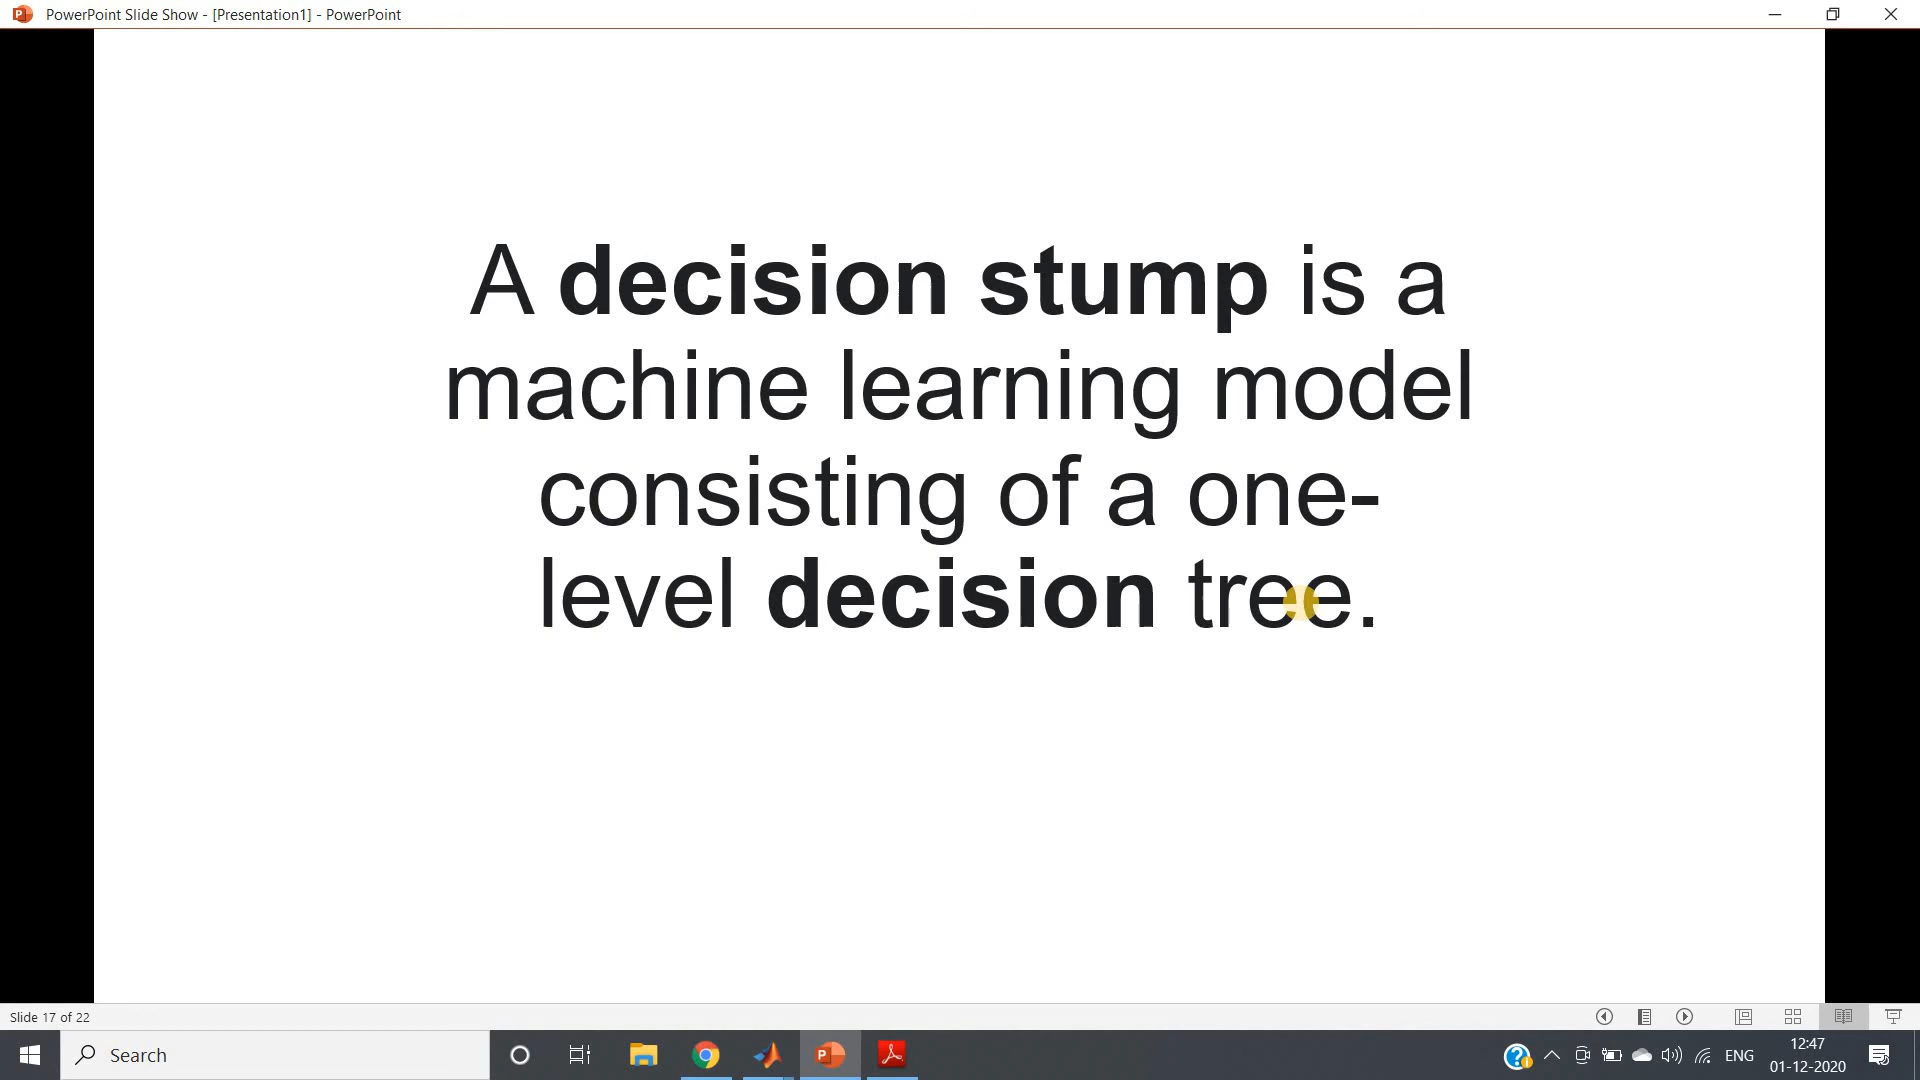 PowerPoint Slide Show - [Presentation1] - PowerPoint
A decision stump is a
machine learning model
consisting of a one-
level decision tree.
Slide 17 of 22
Search
ENG
12:47
01-12-2020